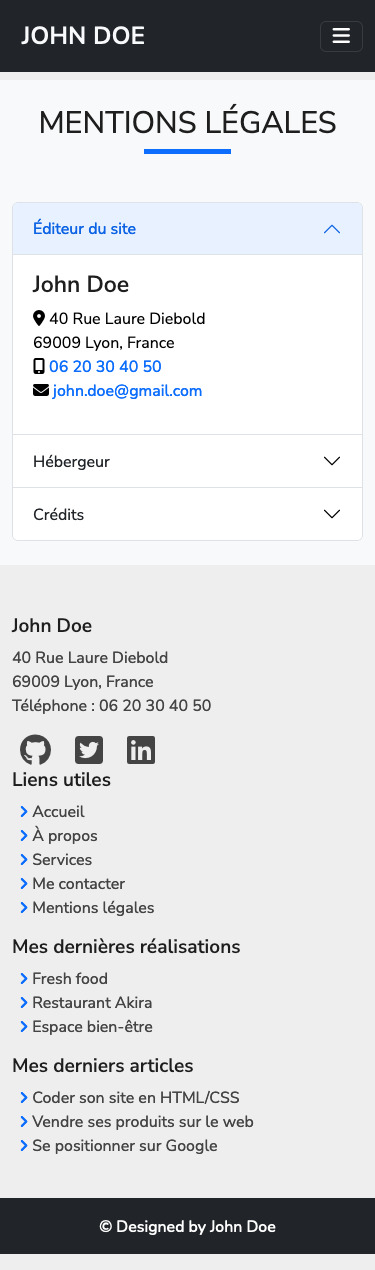 JOHN DOE
MENTIONS LÉGALES
Éditeur du site
John Doe
40 Rue Laure Diebold
69009 Lyon, France
06 20 30 40 50
john.doe@gmail.com
Hébergeur
Crédits
John Doe
40 Rue Laure Diebold
69009 Lyon, France
Téléphone : 06 20 30 40 50
Liens utiles
Accueil
À propos
Services
Me contacter
Mentions légales
Mes dernières réalisations
Fresh food
Restaurant Akira
Espace bien-être
Mes derniers articles
Coder son site en HTML/CSS
Vendre ses produits sur le web
Se positionner sur Google
© Designed by John Doe